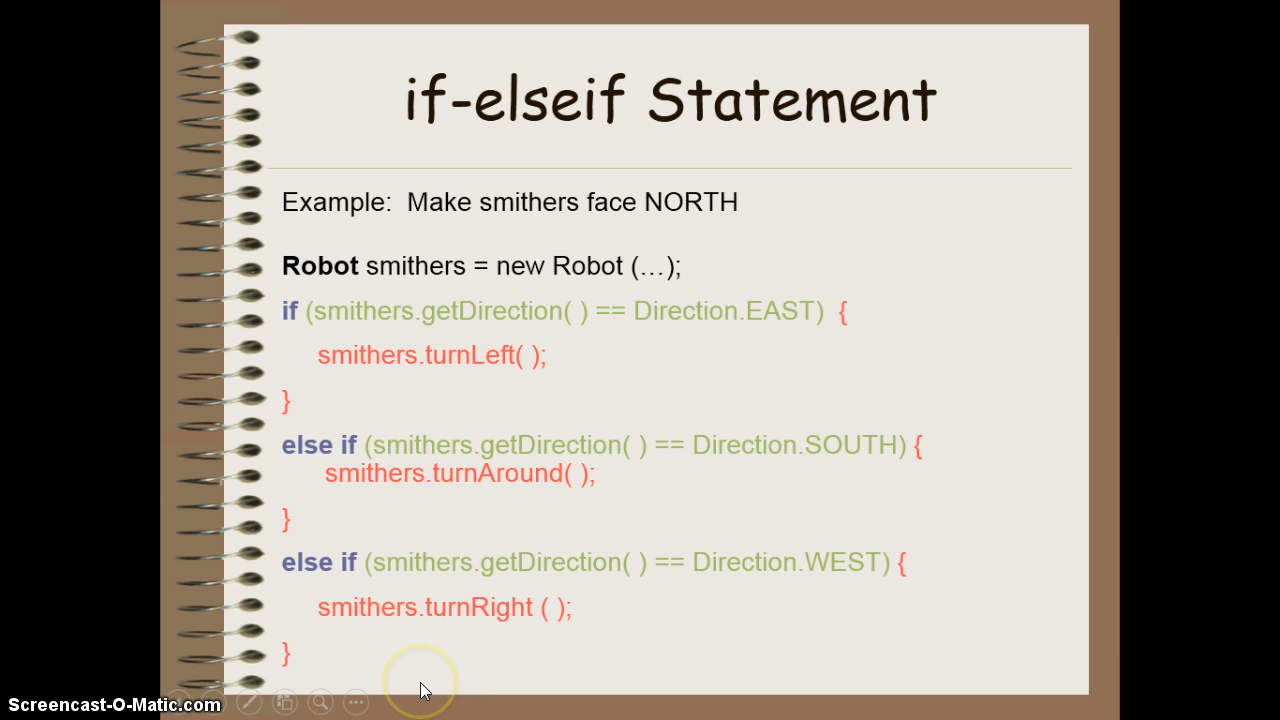 if-elseif Statement
Example:  Make smithers face NORTH
Robot smithers = new Robot (…);
if (smithers.getDirection( ) == Direction.EAST)  {
smithers.turnLeft( );
}
else if (smithers.getDirection( ) == Direction.SOUTH) {
smithers.turnAround( );
}
else if (smithers.getDirection( ) == Direction.WEST) {
smithers.turnRight ( );
}
Screencast-O-Matic.com